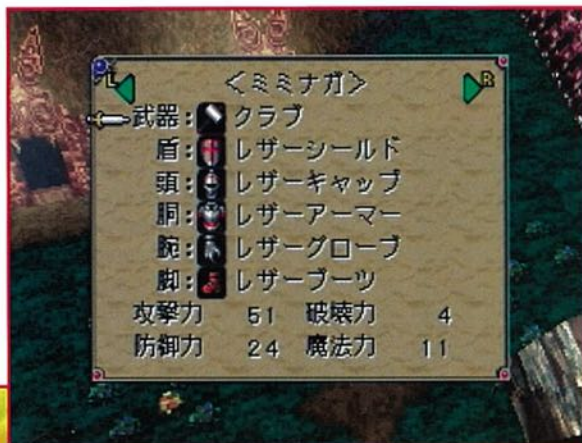 L <ミミナガ> R
武器:クラブ
盾:レザーシールド
頭:レザーキャップ
胴:レザーアーマー
腕:レザーグローブ
脚:レザーブーツ
攻撃力 51 破壊力 4
防御力 24 魔法力 11